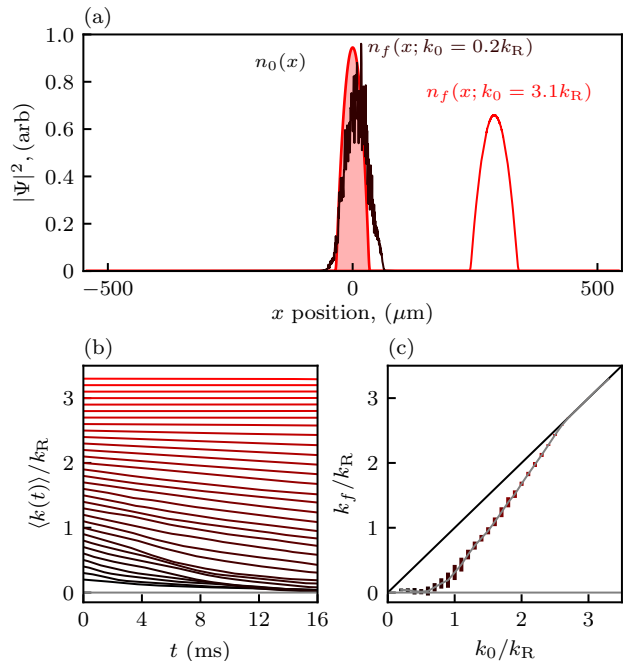 (a)
n₀(x)
n_f(x; k₀ = 0.2k_R)
n_f(x; k₀ = 3.1k_R)
|Ψ|², (arb)
1
0.8
0.6
0.4
0.2
0
−500
0
500
x position, (μm)
(b)
(c)
⟨k(t)⟩/k_R
3
2
1
0
0
4
8
12
16
t (ms)
k_f/k_R
3
2
1
0
0
1
2
3
k₀/k_R